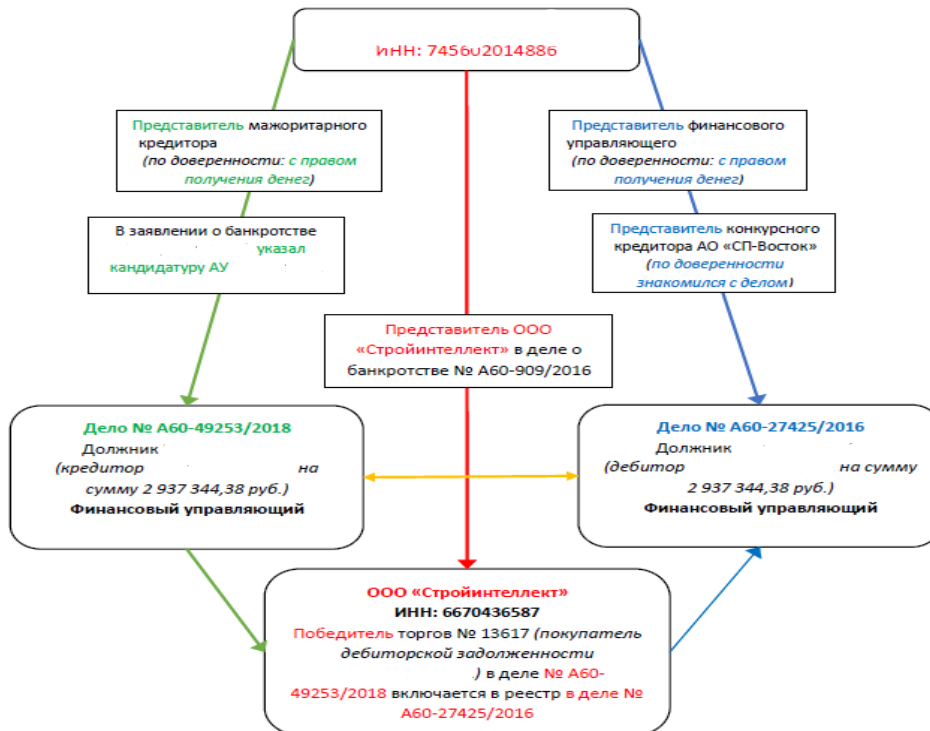 ИНН: 745602014886
Представитель мажоритарного
кредитора
(по доверенности: с правом
получения денег)
Представитель финансового
управляющего
(по доверенности: с правом
получения денег)
В заявлении о банкротстве
указал
кандидатуру АУ
Представитель конкурсного
кредитора АО «СП-Восток»
(по доверенности
знакомился с делом)
Представитель ООО
«Стройинтеллект» в деле о
банкротстве № А60-909/2016
Дело № А60-49253/2018
Должник
(кредитор на
сумму 2 937 344,38 руб.)
Финансовый управляющий
Дело № А60-27425/2016
Должник
(дебитор на сумму
2 937 344,38 руб.)
Финансовый управляющий
ООО «Стройинтеллект»
ИНН: 6670436587
Победитель торгов № 13617 (покупатель
дебиторской задолженности
) в деле № А60-
49253/2018 включается в реестр в деле №
А60-27425/2016